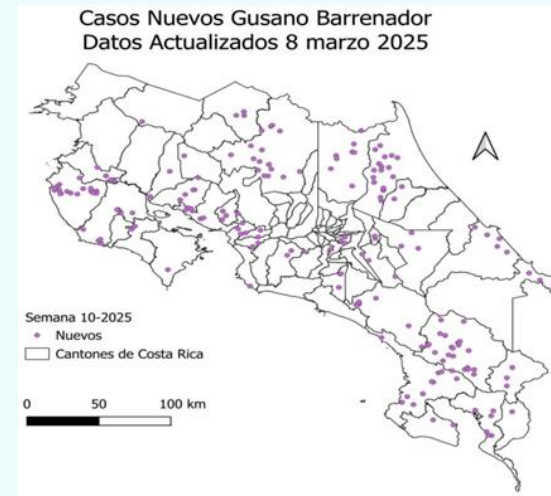 Casos Nuevos Gusano Barrenador
Datos Actualizados 8 marzo 2025
Semana 10-2025
Nuevos
Cantones de Costa Rica
0 50 100 km